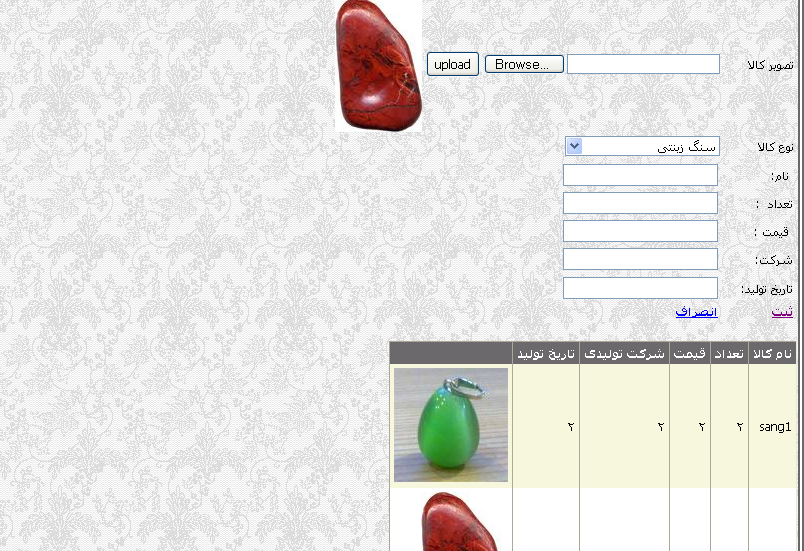 تصویر کالا Browse... upload
نوع کالا سنگ زینتی
نام:
تعداد :
قیمت :
شرکت:
تاریخ تولید:
ثبت انصراف
نام کالا تعداد قیمت شرکت تولیدی تاریخ تولید
sang1 ۲ ۲ ۲ ۲